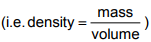 (i.e. density = mass / volume )